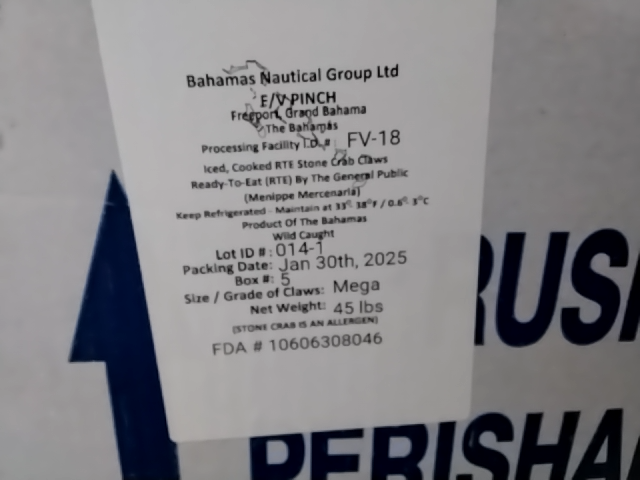 Bahamas Nautical Group Ltd
F/V PINCH
Freeport, Grand Bahama
The Bahamas
Processing Facility I.D. # FV-18
Iced, Cooked RTE Stone Crab Claws
Ready-To-Eat (RTE) By The General Public
(Menippe Mercenaria)
Keep Refrigerated - Maintain at 33° 38°F / 0.6° 3°C
Product Of The Bahamas
Wild Caught
Lot ID #: 014-1
Packing Date: Jan 30th, 2025
Box #: 5
Size / Grade of Claws: Mega
Net Weight: 45 lbs
(STONE CRAB IS AN ALLERGEN)
FDA # 10606308046
RUSH
PERISHA